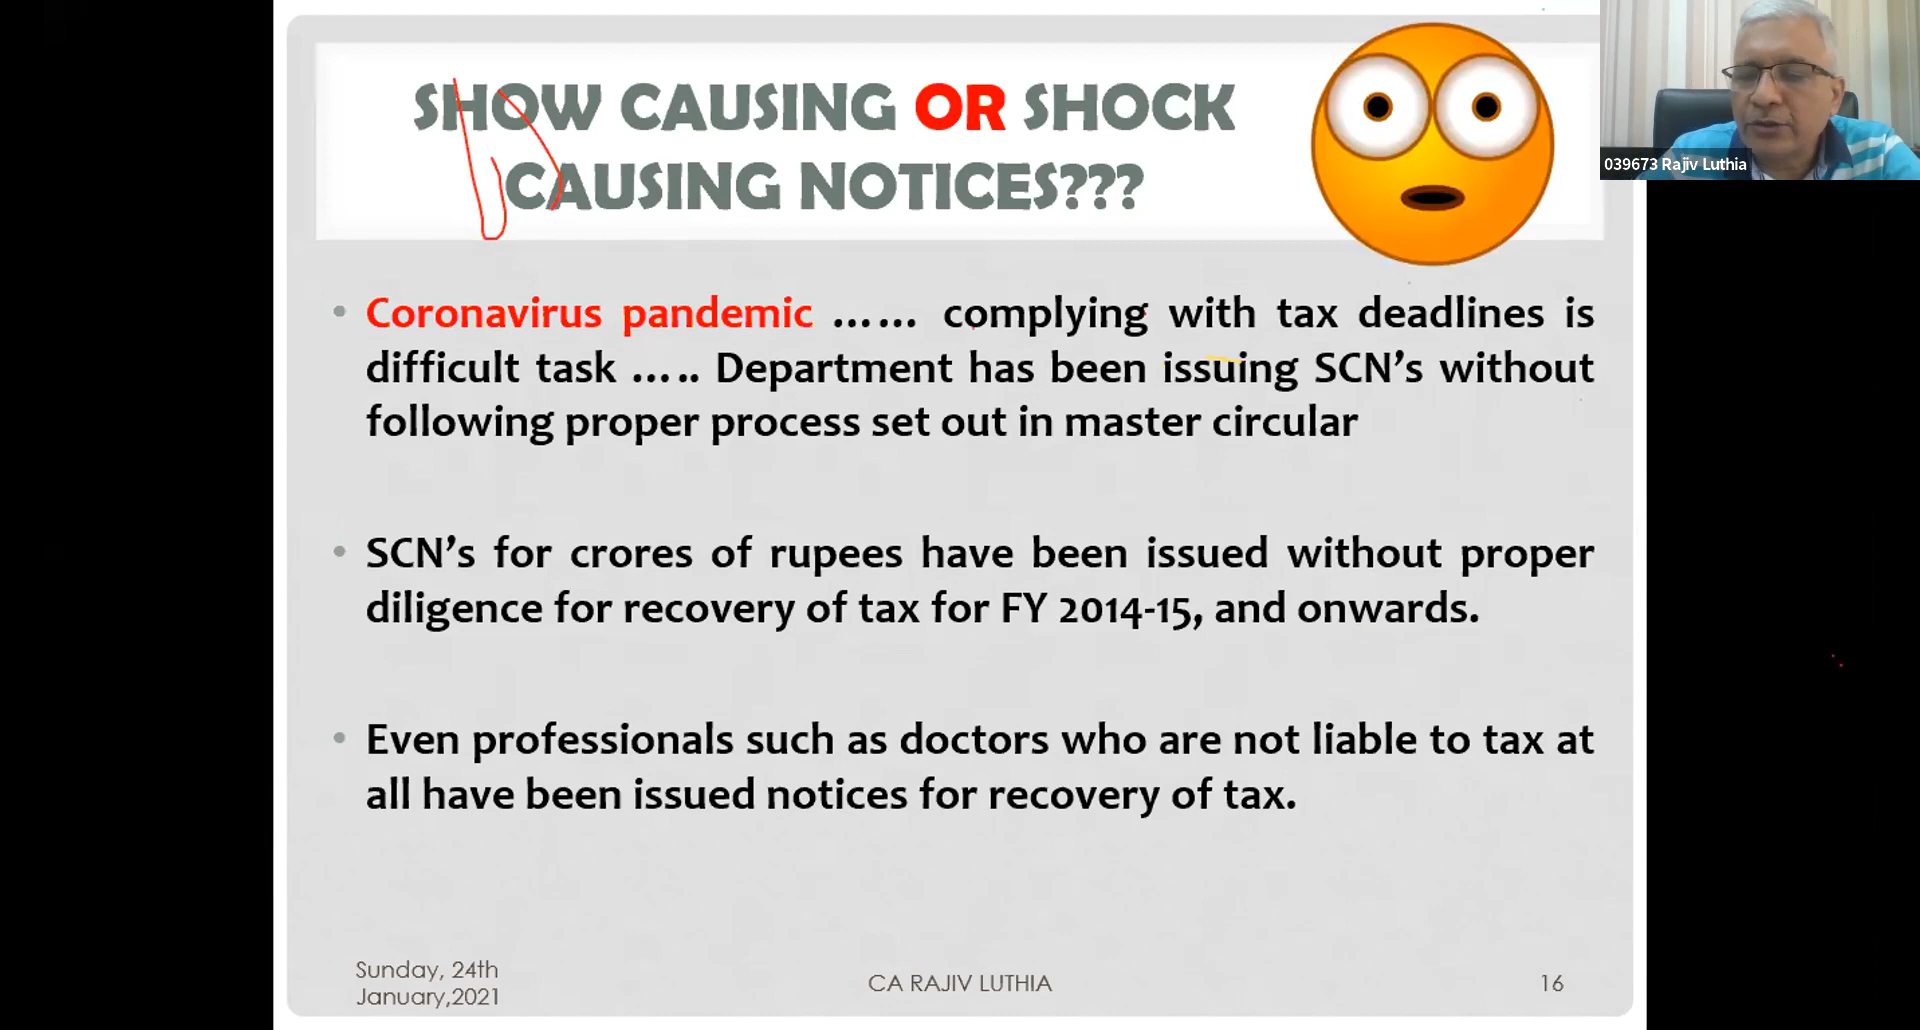 SHOW CAUSING OR SHOCK
CAUSING NOTICES???
039673 Rajiv Luthia
• Coronavirus pandemic …… complying with tax deadlines is
difficult task ….. Department has been issuing SCN’s without
following proper process set out in master circular
• SCN’s for crores of rupees have been issued without proper
diligence for recovery of tax for FY 2014-15, and onwards.
• Even professionals such as doctors who are not liable to tax at
all have been issued notices for recovery of tax.
Sunday, 24th
January,2021
CA RAJIV LUTHIA
16